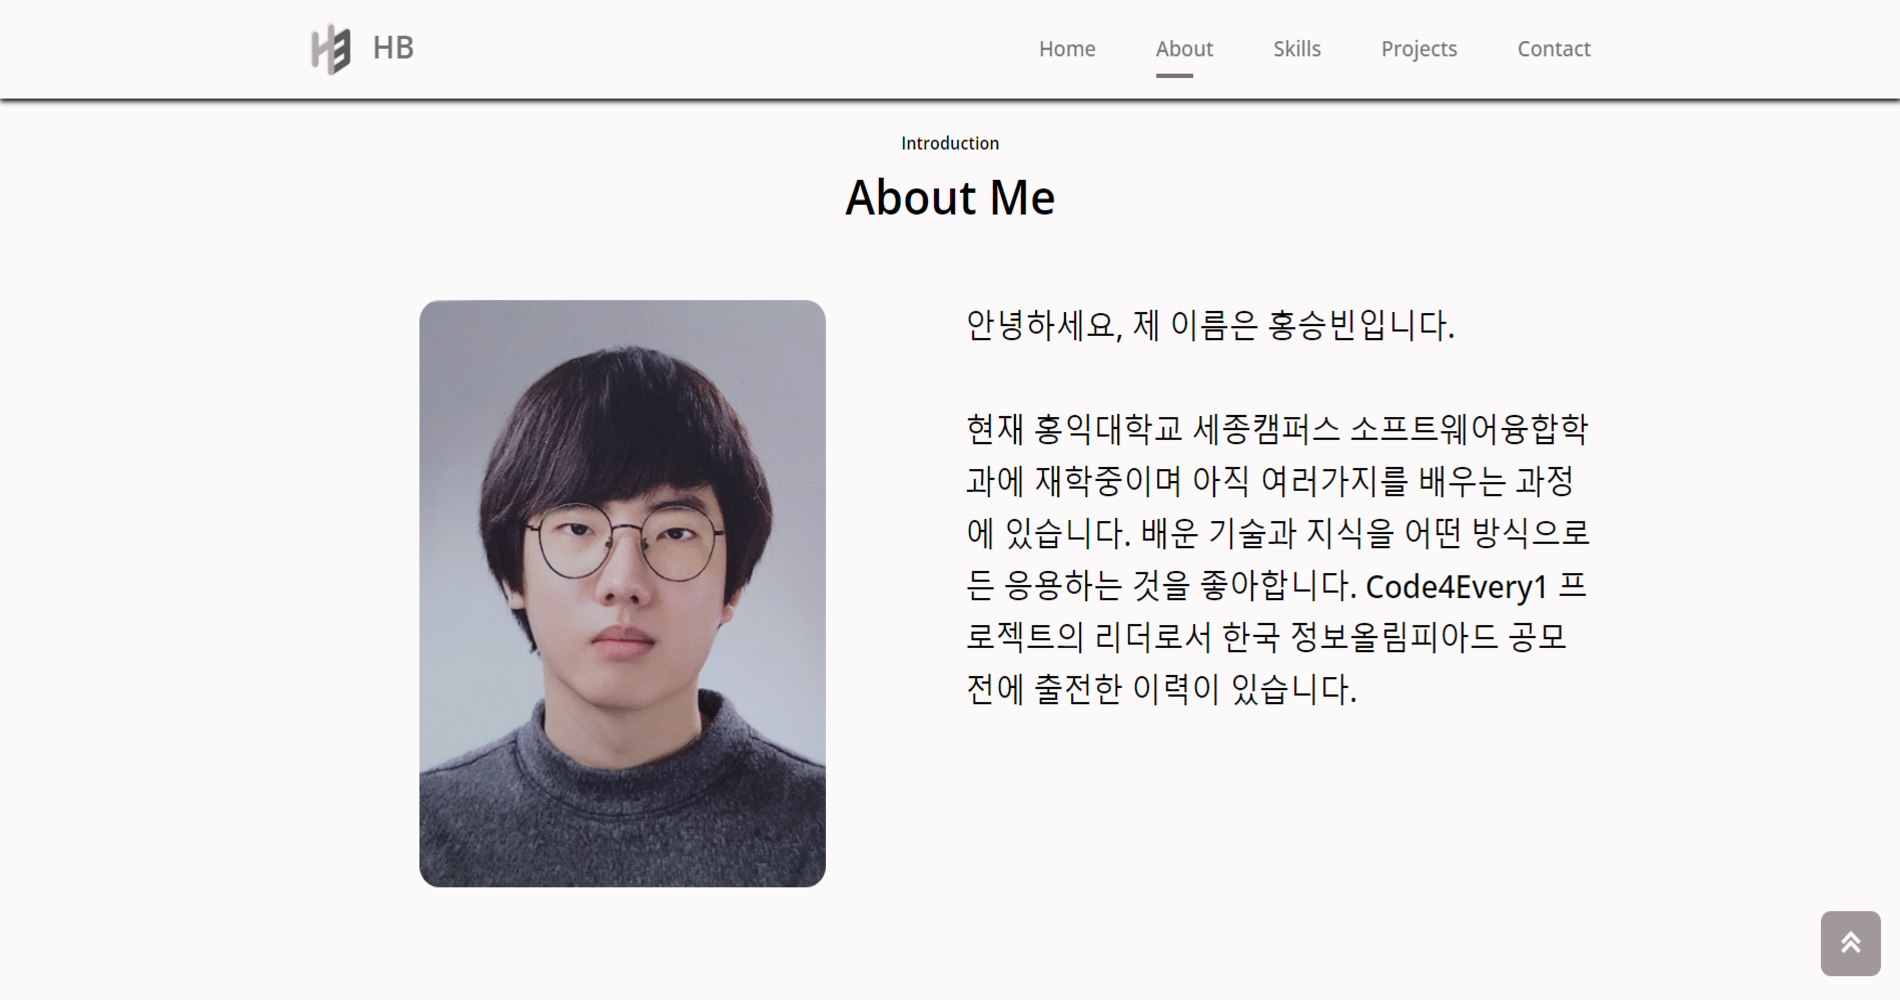 HB
Home About Skills Projects Contact
Introduction
About Me
안녕하세요, 제 이름은 홍승빈입니다.
현재 홍익대학교 세종캠퍼스 소프트웨어융합학
과에 재학중이며 아직 여러가지를 배우는 과정
에 있습니다. 배운 기술과 지식을 어떤 방식으로
든 응용하는 것을 좋아합니다. Code4Every1 프
로젝트의 리더로서 한국 정보올림피아드 공모
전에 출전한 이력이 있습니다.